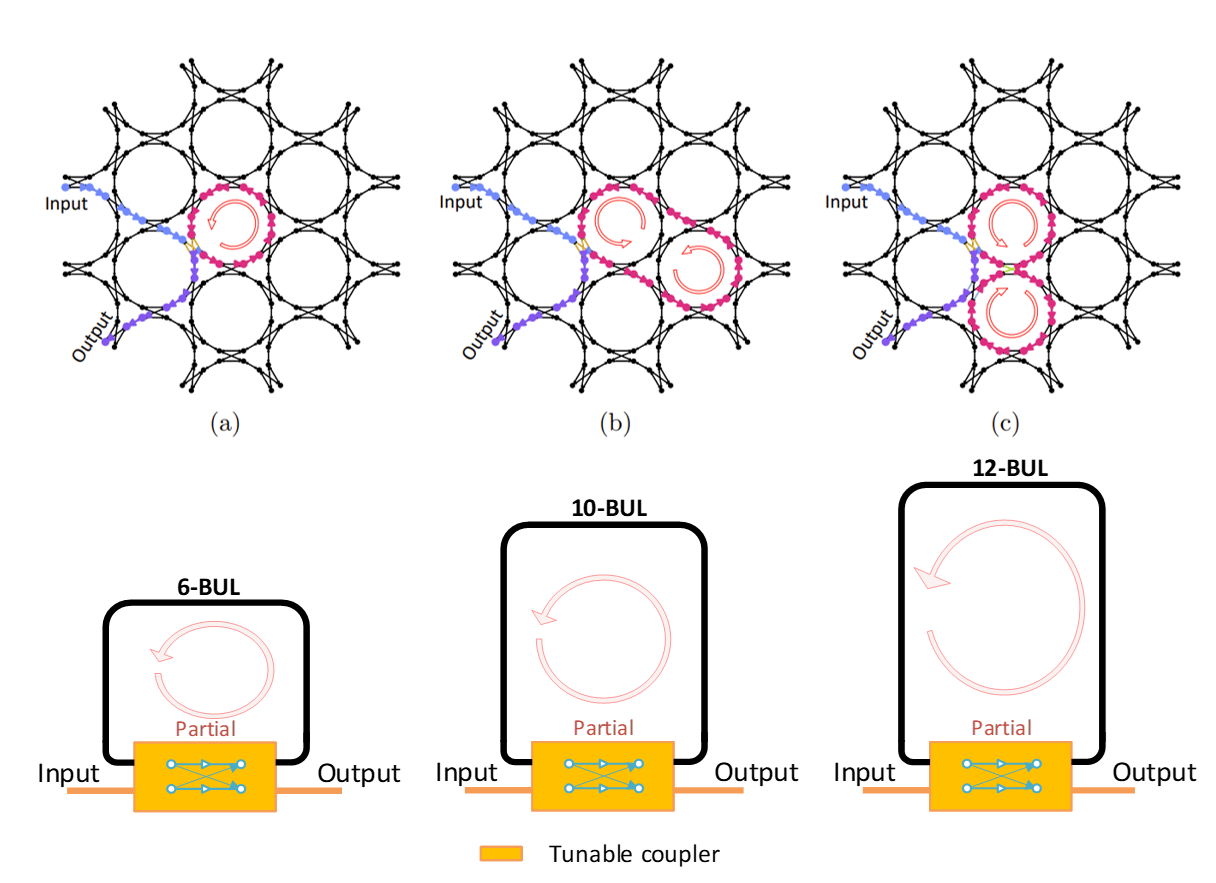 Input
Output
Input
Output
Input
Output
(a)
(b)
(c)
6-BUL
10-BUL
12-BUL
Partial
Partial
Partial
Input
Output
Input
Output
Input
Output
Tunable coupler